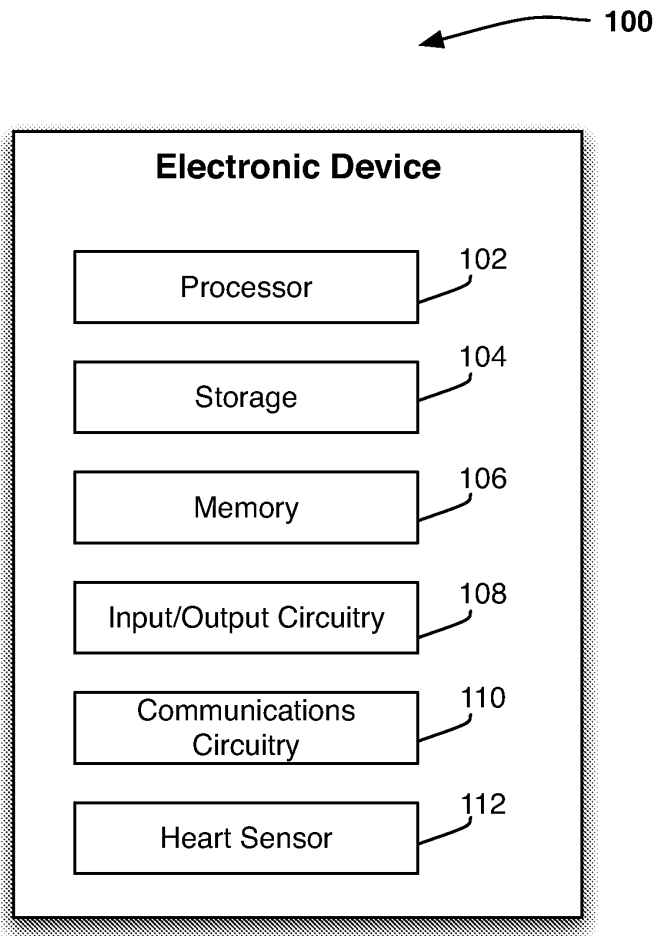 100
Electronic Device
102
Processor
104
Storage
106
Memory
108
Input/Output Circuitry
110
Communications
Circuitry
112
Heart Sensor